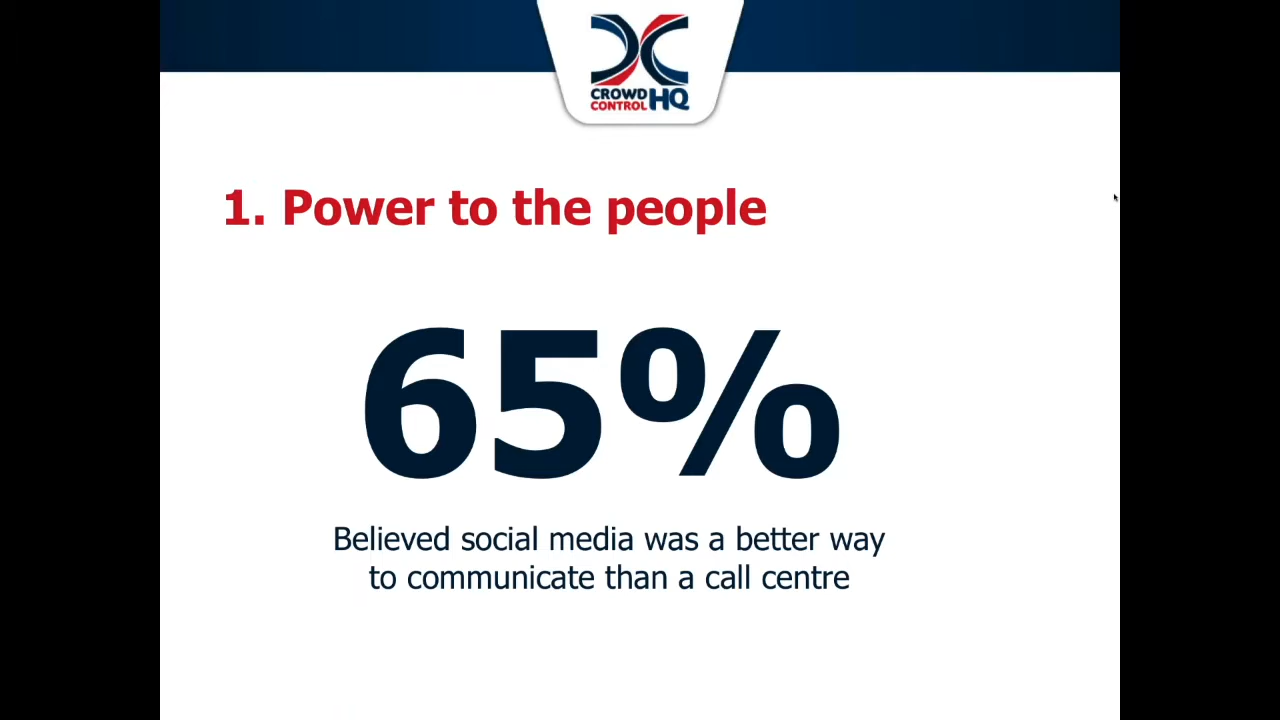 CROWD
CONTROL HQ
1. Power to the people
65%
Believed social media was a better way
to communicate than a call centre